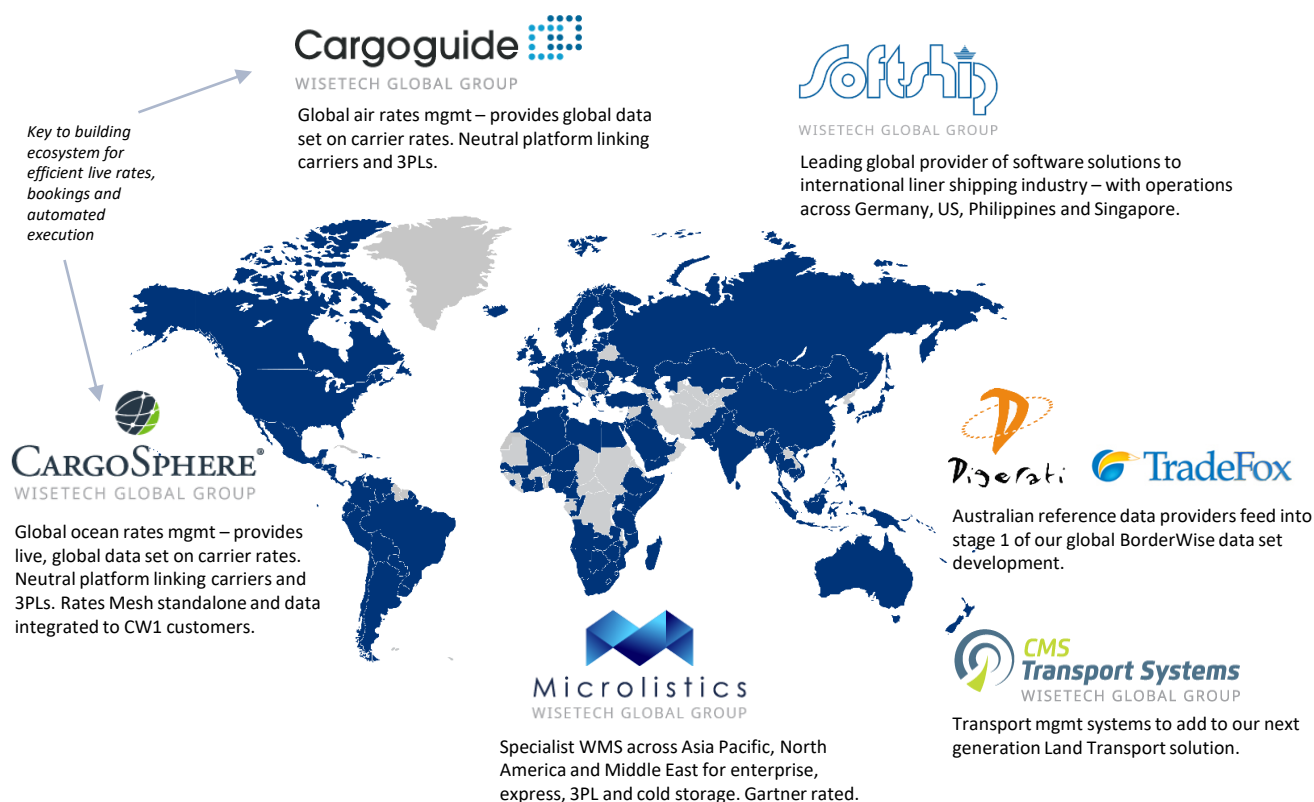 Cargoguide
WISETECH GLOBAL GROUP
Global air rates mgmt – provides global data
set on carrier rates. Neutral platform linking
carriers and 3PLs.
Softship
WISETECH GLOBAL GROUP
Leading global provider of software solutions to
international liner shipping industry – with operations
across Germany, US, Philippines and Singapore.
Key to building
ecosystem for
efficient live rates,
bookings and
automated
execution
CARGOSPHERE®
WISETECH GLOBAL GROUP
Global ocean rates mgmt – provides
live, global data set on carrier rates.
Neutral platform linking carriers and
3PLs. Rates Mesh standalone and data
integrated to CW1 customers.
Digerati
TradeFox
Australian reference data providers feed into
stage 1 of our global BorderWise data set
development.
Microlistics
WISETECH GLOBAL GROUP
Specialist WMS across Asia Pacific, North
America and Middle East for enterprise,
express, 3PL and cold storage. Gartner rated.
CMS
Transport Systems
WISETECH GLOBAL GROUP
Transport mgmt systems to add to our next
generation Land Transport solution.